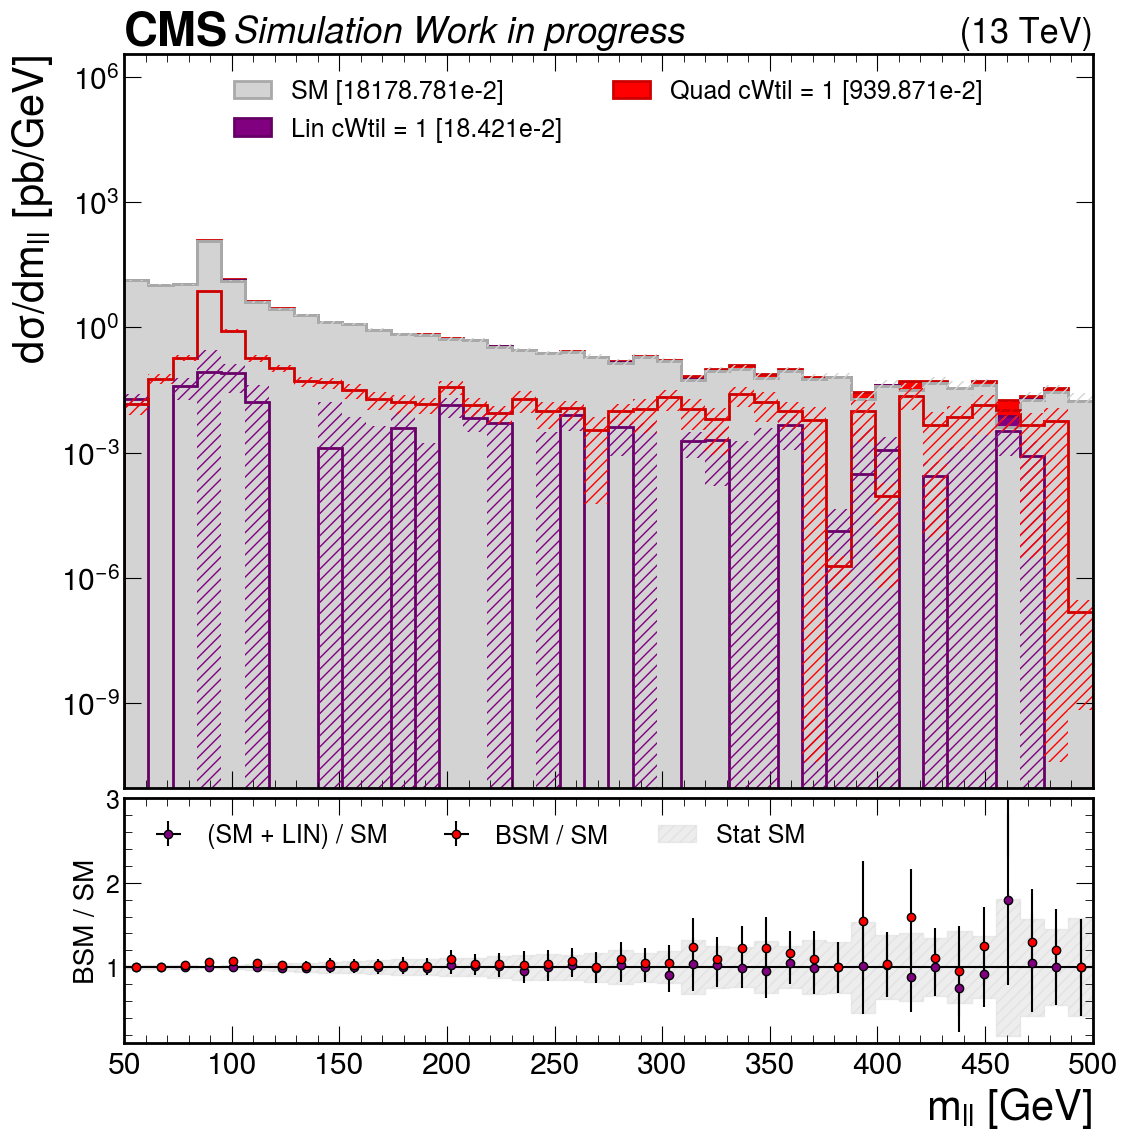 CMS Simulation Work in progress (13 TeV)
dσ/dm_ll [pb/GeV]
10^6
10^3
10^0
10^−3
10^−6
10^−9
SM [18178.781e-2]
Quad cWtil = 1 [939.871e-2]
Lin cWtil = 1 [18.421e-2]
BSM / SM
3
2
1
(SM + LIN) / SM
BSM / SM
Stat SM
50 100 150 200 250 300 350 400 450 500
m_ll [GeV]